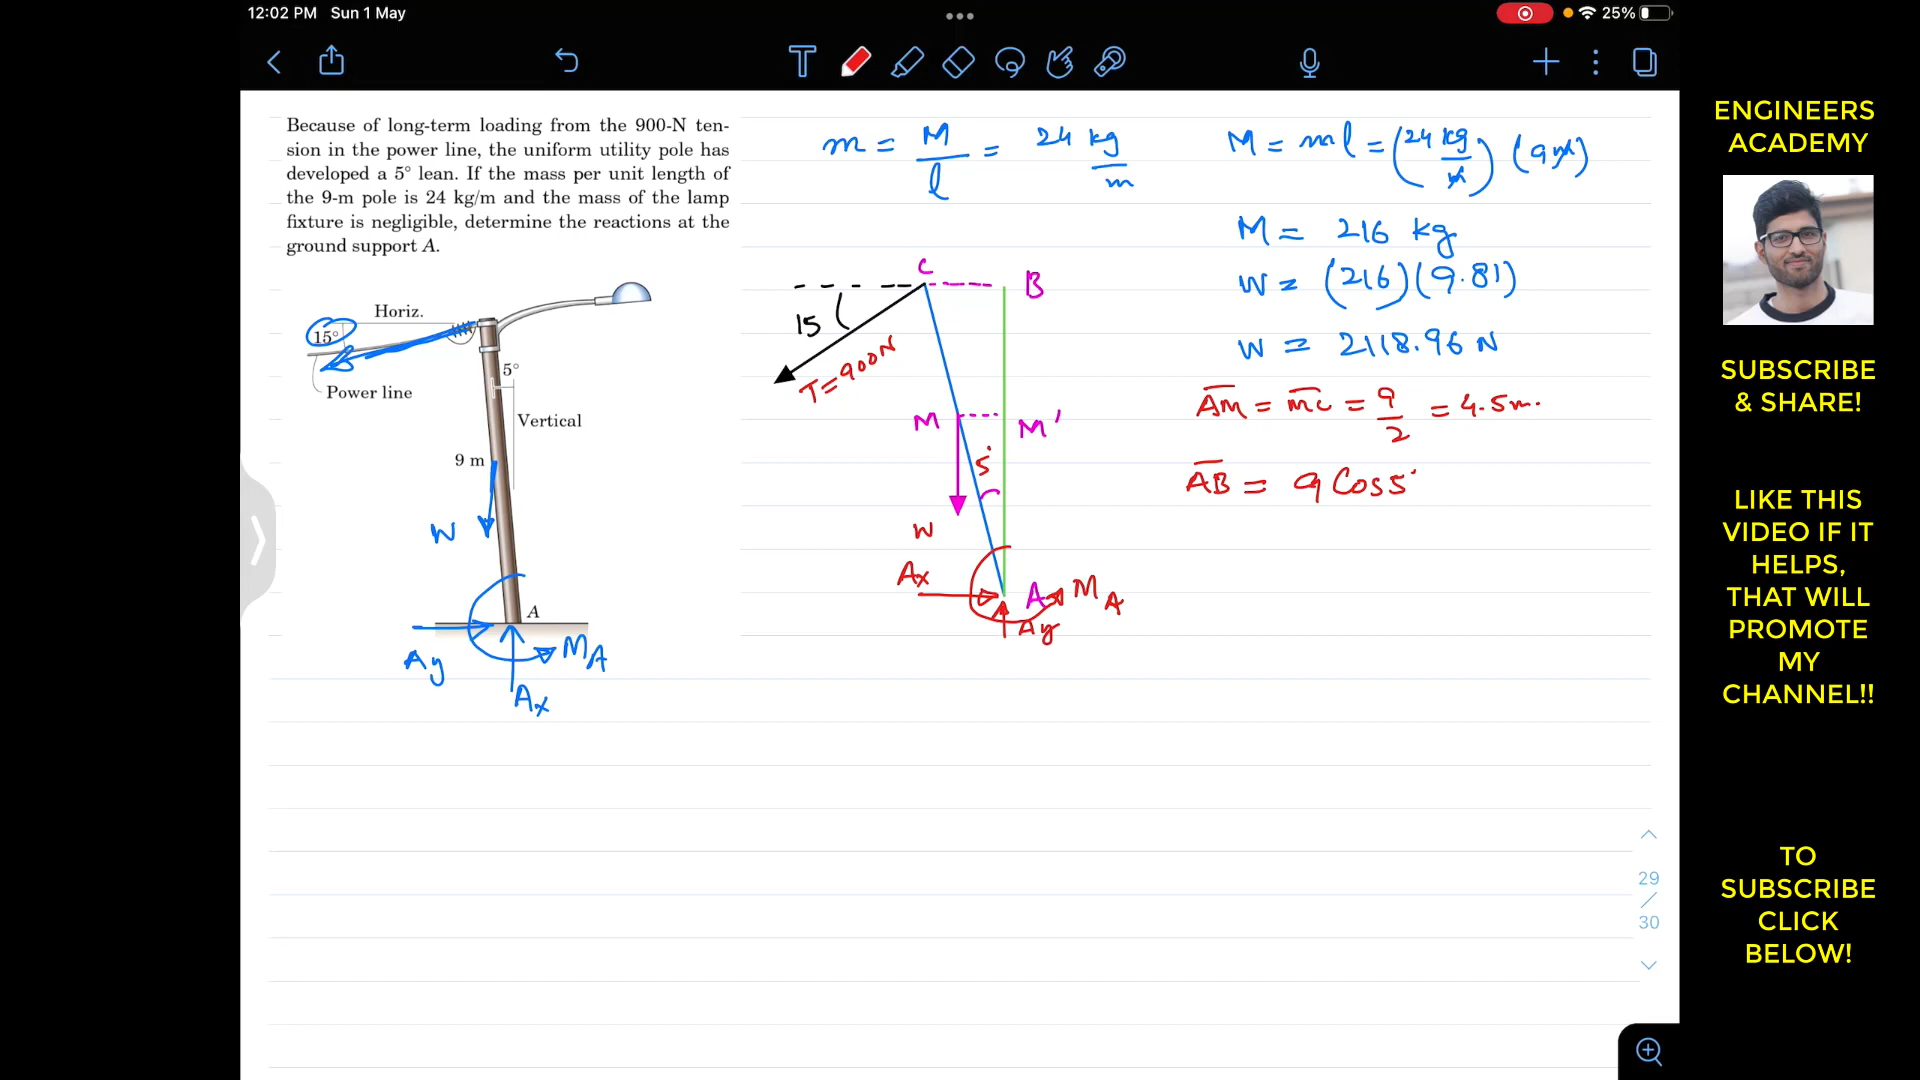 12:02 PM Sun 1 May
25%
Because of long-term loading from the 900-N ten-
sion in the power line, the uniform utility pole has
developed a 5° lean. If the mass per unit length of
the 9-m pole is 24 kg/m and the mass of the lamp
fixture is negligible, determine the reactions at the
ground support A.
Horiz.
15°
Power line
5°
Vertical
9 m
W
A
Ay
MA
Ax
m = M/l = 24 kg/m
C
B
15
T=900N
M
M'
5°
W
Ax
A
MA
Ay
M = ml = (24 kg/m) (9m)
M = 216 kg
W = (216)(9.81)
W = 2118.96 N
AM = MC = 9/2 = 4.5m.
AB = 9 Cos5°
29
/
30
ENGINEERS
ACADEMY
SUBSCRIBE
& SHARE!
LIKE THIS
VIDEO IF IT
HELPS,
THAT WILL
PROMOTE
MY
CHANNEL!!
TO
SUBSCRIBE
CLICK
BELOW!